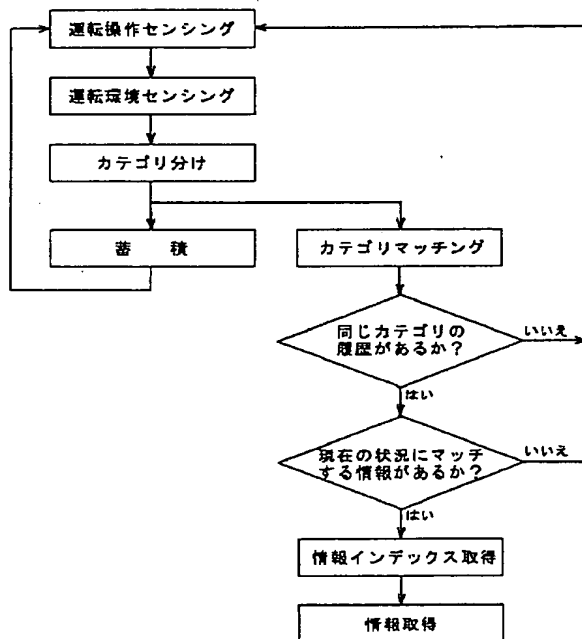 運転操作センシング
運転環境センシング
カテゴリ分け
蓄 積
カテゴリマッチング
同じカテゴリの
履歴があるか?
いいえ
はい
現在の状況にマッチ
する情報があるか?
いいえ
はい
情報インデックス取得
情報取得